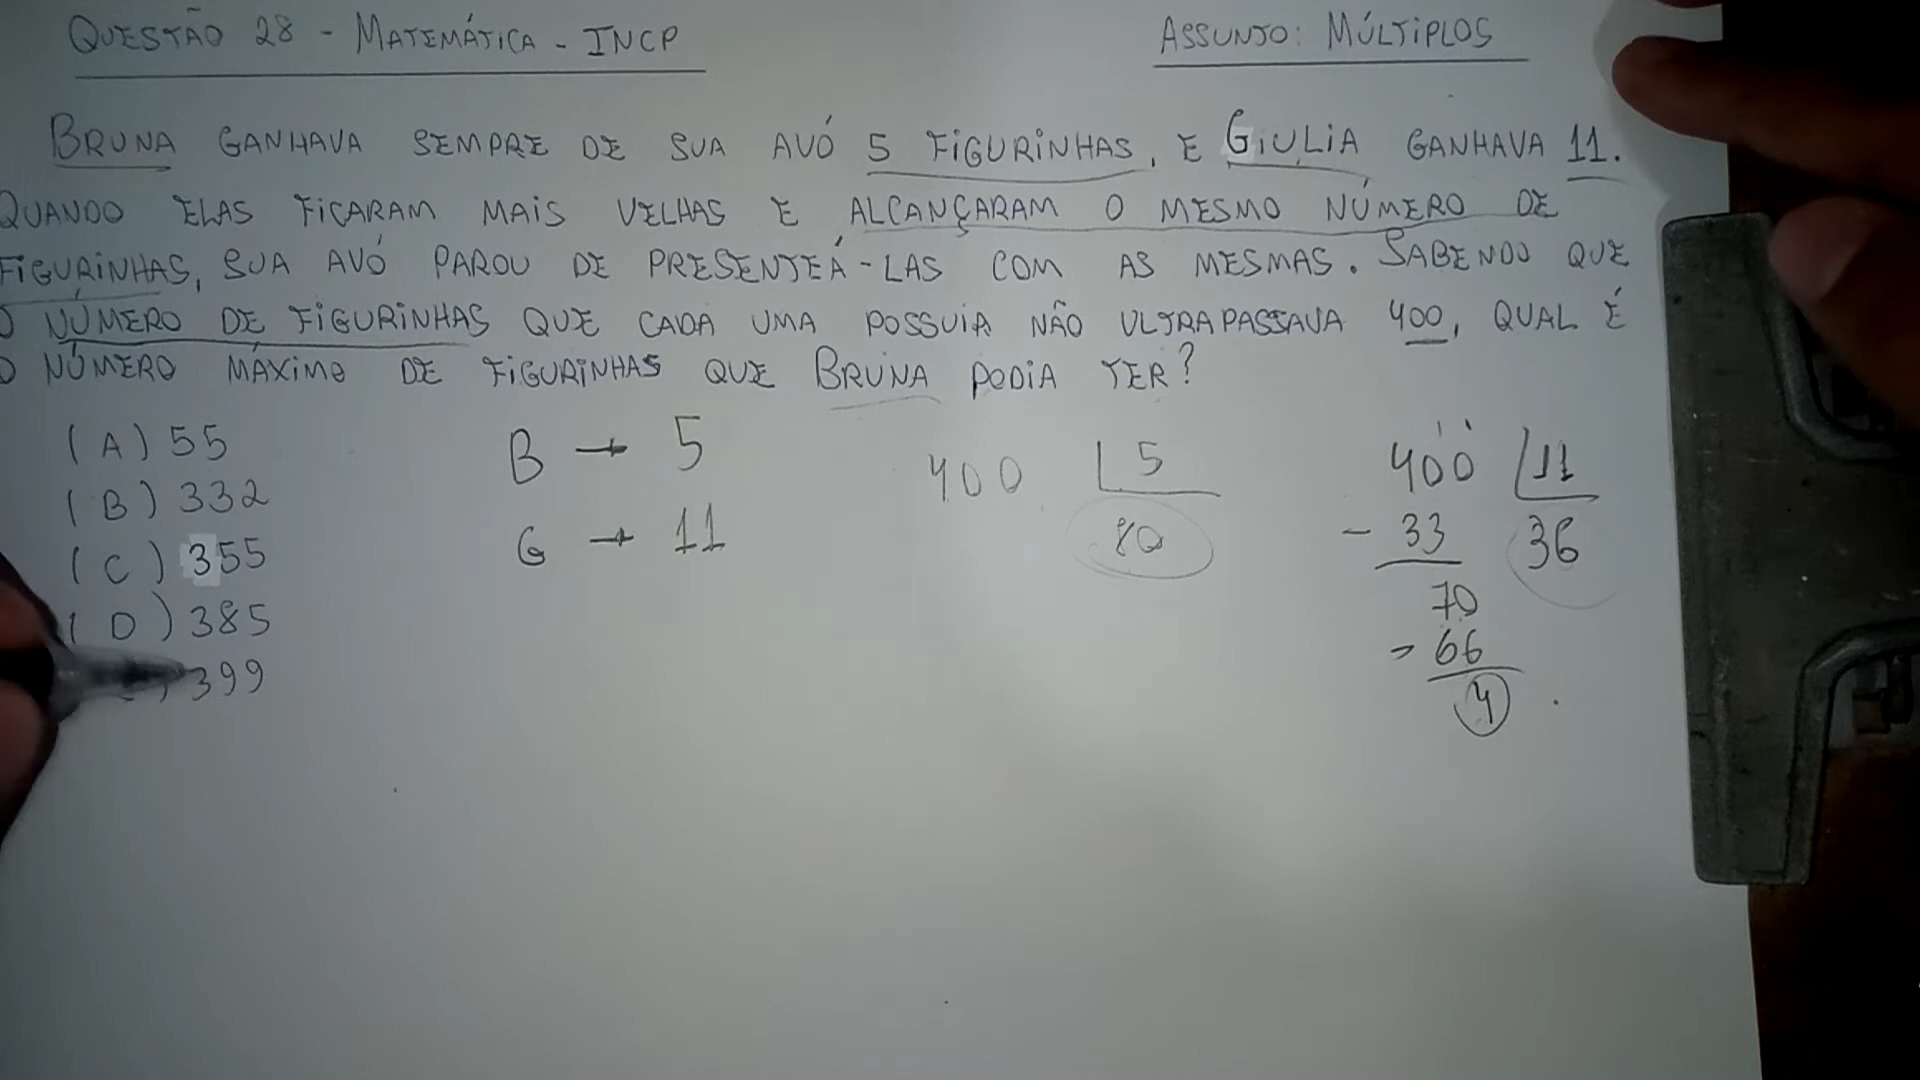 QUESTÃO 28 - MATEMÁTICA - INCP
ASSUNTO: MÚLTIPLOS
BRUNA GANHAVA SEMPRE DE SUA AVÓ 5 FIGURINHAS, E GIULIA GANHAVA 11.
QUANDO ELAS FICARAM MAIS VELHAS E ALCANÇARAM O MESMO NÚMERO DE
FIGURINHAS, SUA AVÓ PAROU DE PRESENTEÁ-LAS COM AS MESMAS. SABENDO QUE
O NÚMERO DE FIGURINHAS QUE CADA UMA POSSUIA NÃO ULTRAPASSAVA 400, QUAL É
O NÚMERO MÁXIMO DE FIGURINHAS QUE BRUNA PODIA TER?
(A) 55
(B) 332
(C) 355
(D) 385
) 399
B → 5
G → 11
400 5
80
400 11
- 33 36
70
- 66
4